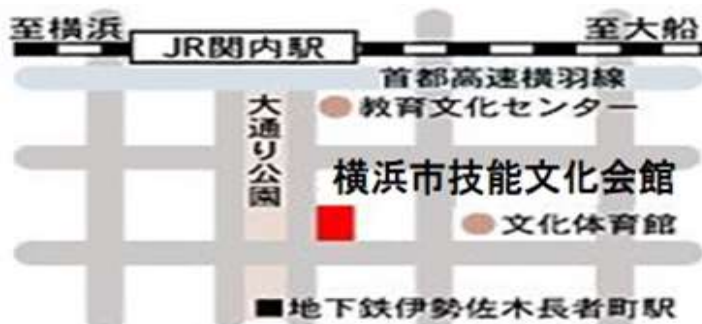 至横浜
至大船
JR関内駅
首都高速横羽線
大通り公園
教育文化センター
横浜市技能文化会館
文化体育館
地下鉄伊勢佐木長者町駅